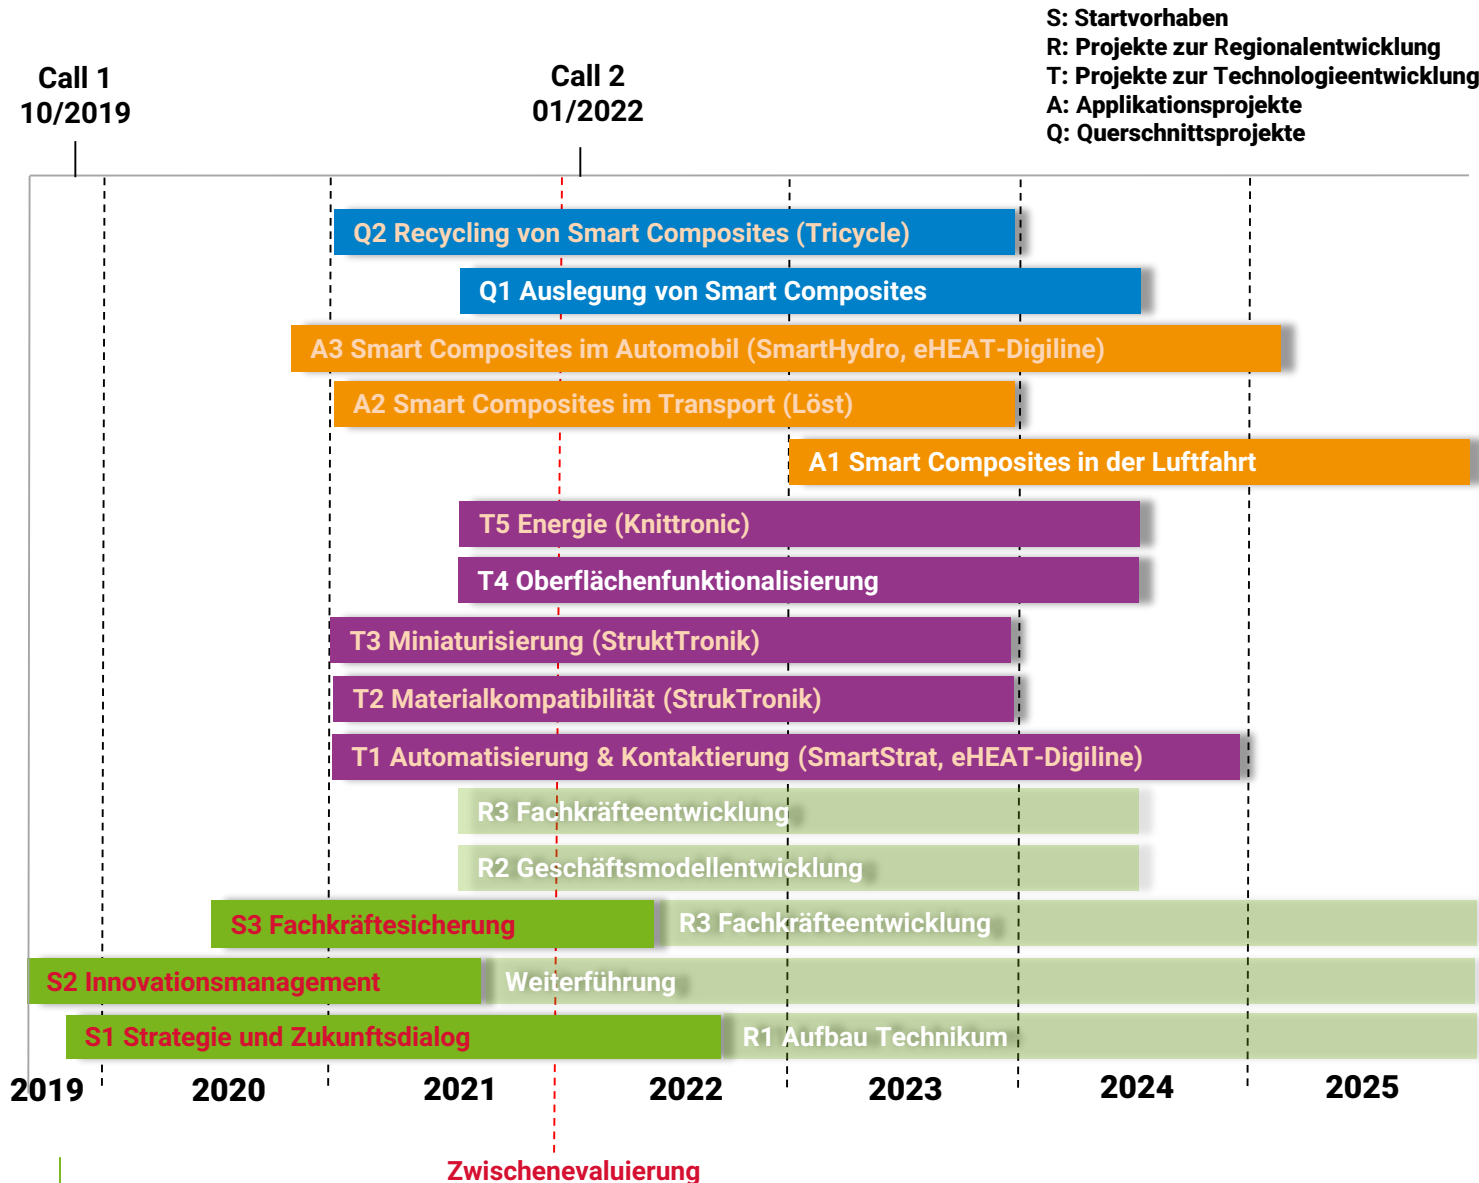 S: Startvorhaben
R: Projekte zur Regionalentwicklung
T: Projekte zur Technologieentwicklung
A: Applikationsprojekte
Q: Querschnittsprojekte
Call 1
10/2019
Call 2
01/2022
Q2 Recycling von Smart Composites (Tricycle)
Q1 Auslegung von Smart Composites
A3 Smart Composites im Automobil (SmartHydro, eHEAT-Digiline)
A2 Smart Composites im Transport (Löst)
A1 Smart Composites in der Luftfahrt
T5 Energie (Knittronic)
T4 Oberflächenfunktionalisierung
T3 Miniaturisierung (StruktTronik)
T2 Materialkompatibilität (StrukTronik)
T1 Automatisierung & Kontaktierung (SmartStrat, eHEAT-Digiline)
R3 Fachkräfteentwicklung
R2 Geschäftsmodellentwicklung
S3 Fachkräftesicherung R3 Fachkräfteentwicklung
S2 Innovationsmanagement Weiterführung
S1 Strategie und Zukunftsdialog R1 Aufbau Technikum
2019 2020 2021 2022 2023 2024 2025
Zwischenevaluierung